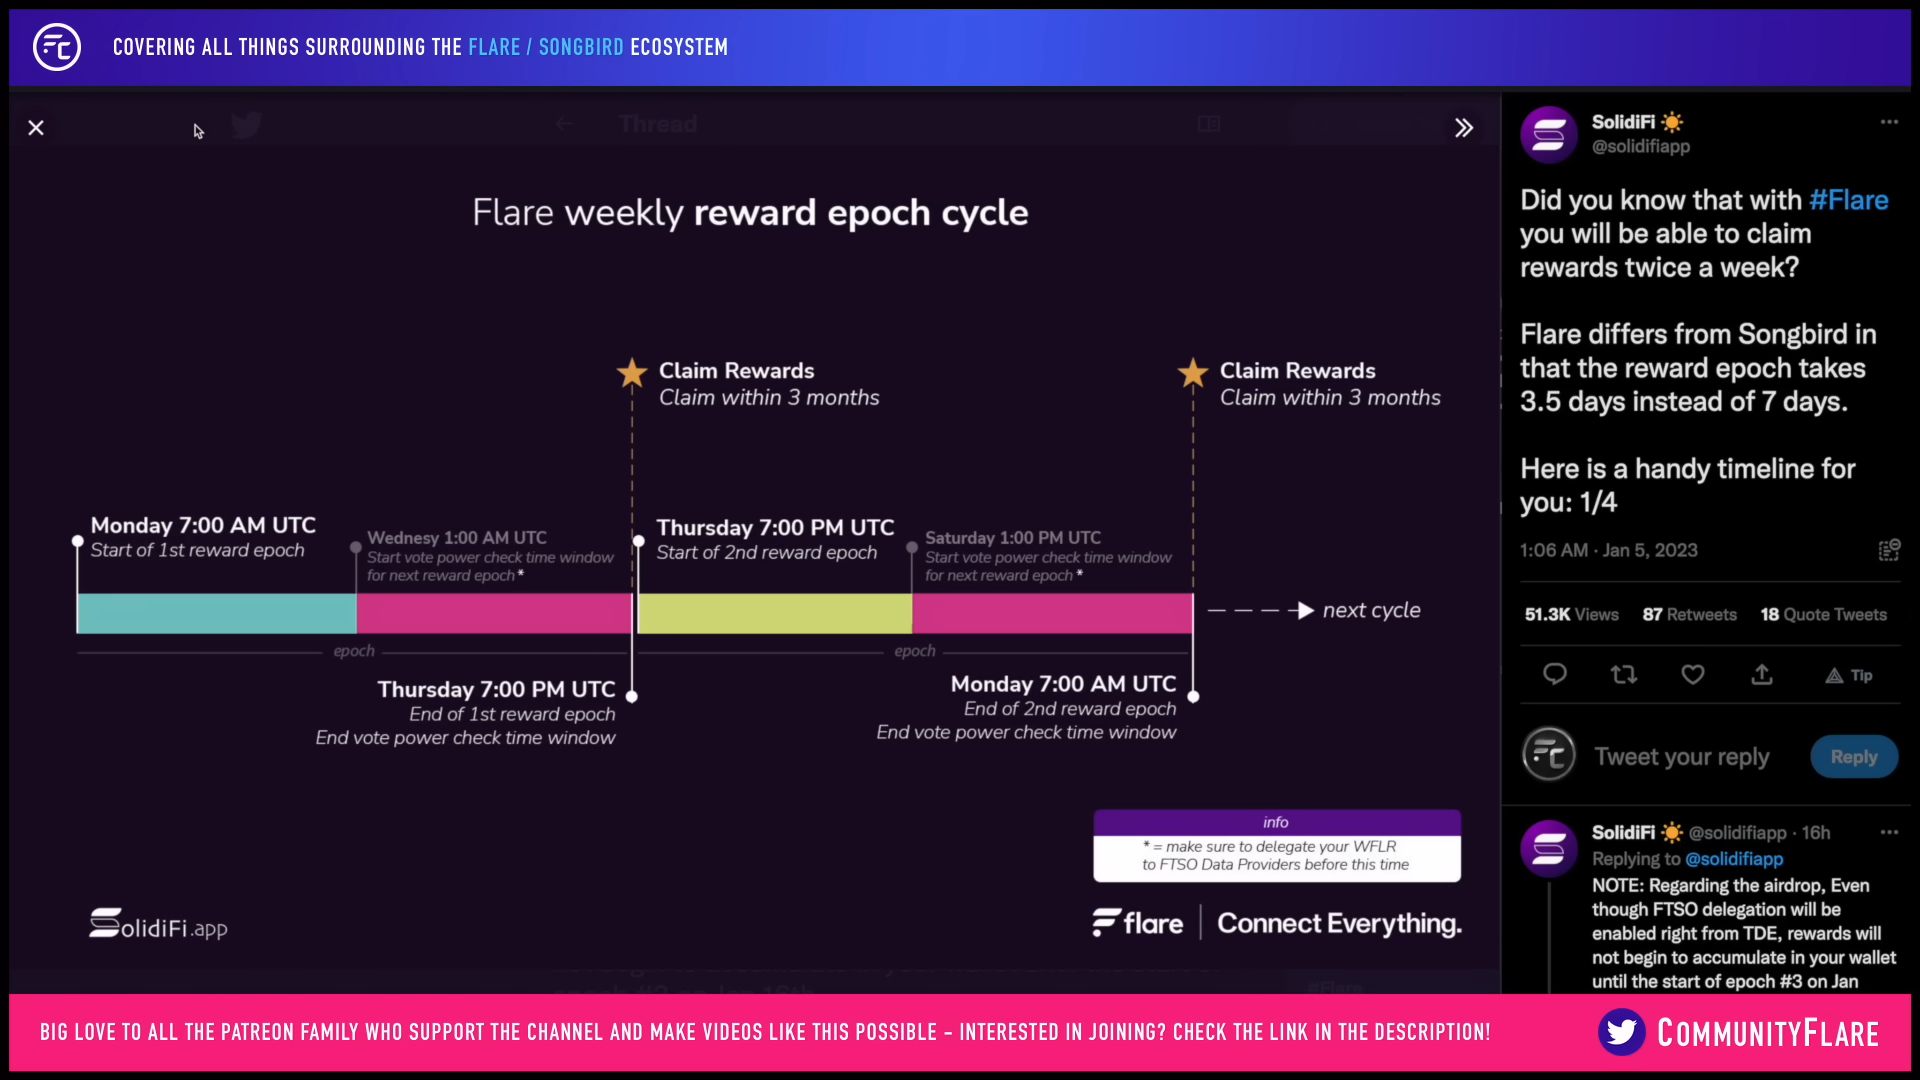 COVERING ALL THINGS SURROUNDING THE FLARE / SONGBIRD ECOSYSTEM
Thread
Flare weekly reward epoch cycle
Claim Rewards
Claim within 3 months
Claim Rewards
Claim within 3 months
Monday 7:00 AM UTC
Start of 1st reward epoch
Wednesy 1:00 AM UTC
Start vote power check time window
for next reward epoch *
Thursday 7:00 PM UTC
Start of 2nd reward epoch
Saturday 1:00 PM UTC
Start vote power check time window
for next reward epoch *
next cycle
epoch
epoch
Thursday 7:00 PM UTC
End of 1st reward epoch
End vote power check time window
Monday 7:00 AM UTC
End of 2nd reward epoch
End vote power check time window
info
* = make sure to delegate your WFLR
to FTSO Data Providers before this time
SolidiFi.app
flare | Connect Everything.
SolidiFi
@solidifiapp
Did you know that with #Flare
you will be able to claim
rewards twice a week?
Flare differs from Songbird in
that the reward epoch takes
3.5 days instead of 7 days.
Here is a handy timeline for
you: 1/4
1:06 AM · Jan 5, 2023
51.3K Views 87 Retweets 18 Quote Tweets
Tip
Tweet your reply
Reply
SolidiFi @solidifiapp · 16h
Replying to @solidifiapp
NOTE: Regarding the airdrop, Even
though FTSO delegation will be
enabled right from TDE, rewards will
not begin to accumulate in your wallet
until the start of epoch #3 on Jan
BIG LOVE TO ALL THE PATREON FAMILY WHO SUPPORT THE CHANNEL AND MAKE VIDEOS LIKE THIS POSSIBLE - INTERESTED IN JOINING? CHECK THE LINK IN THE DESCRIPTION!
COMMUNITYFLARE